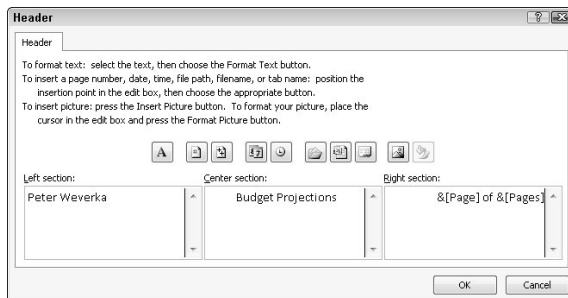 Header
Header
To format text: select the text, then choose the Format Text button.
To insert a page number, date, time, file path, filename, or tab name: position the
insertion point in the edit box, then choose the appropriate button.
To insert picture: press the Insert Picture button. To format your picture, place the
cursor in the edit box and press the Format Picture button.
A
Left section:
Center section:
Right section:
Peter Weverka
Budget Projections
&[Page] of &[Pages]
OK
Cancel